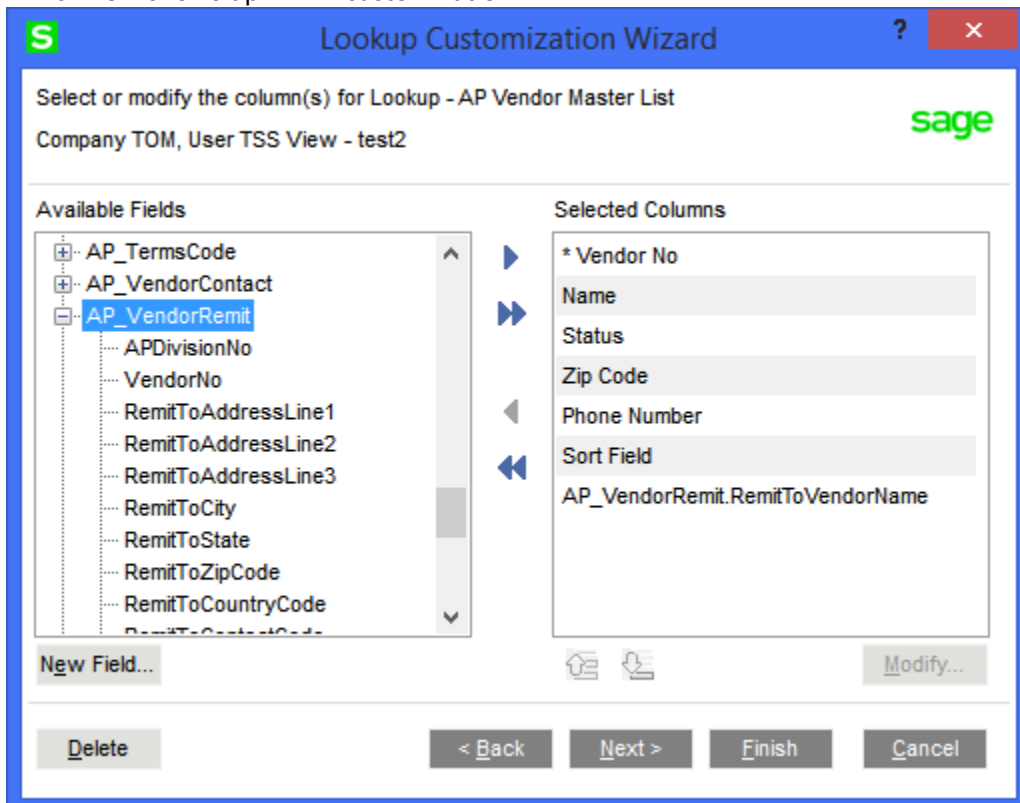 S
Lookup Customization Wizard
?
Select or modify the column(s) for Lookup - AP Vendor Master List
sage
Company TOM, User TSS View - test2
Available Fields
Selected Columns
AP_TermsCode
AP_VendorContact
AP_VendorRemit
APDivisionNo
VendorNo
RemitToAddressLine1
RemitToAddressLine2
RemitToAddressLine3
RemitToCity
RemitToState
RemitToZipCode
RemitToCountryCode
* Vendor No
Name
Status
Zip Code
Phone Number
Sort Field
AP_VendorRemit.RemitToVendorName
New Field...
Modify...
Delete
< Back
Next >
Finish
Cancel